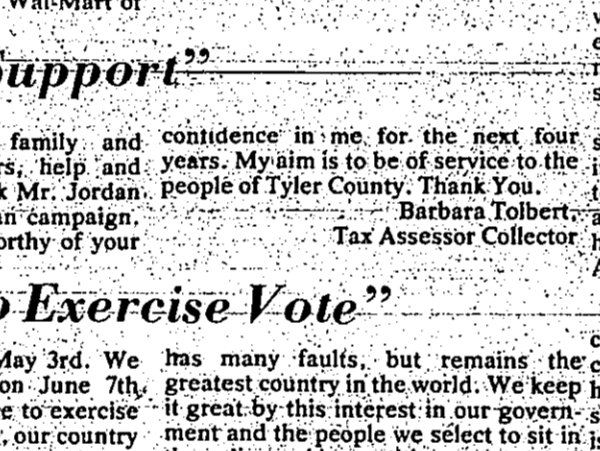 Wal-Mart of
Support"
family and
rs, help and
k Mr. Jordan
an campaign,
orthy of your
confidence in me for the next four
years. My aim is to be of service to the
people of Tyler County. Thank You.
Barbara Tolbert,
Tax Assessor Collector
o Exercise Vote"
May 3rd. We
on June 7th,
e to exercise
, our country
has many faults, but remains the
greatest country in the world. We keep
it great by this interest in our govern-
ment and the people we select to sit in